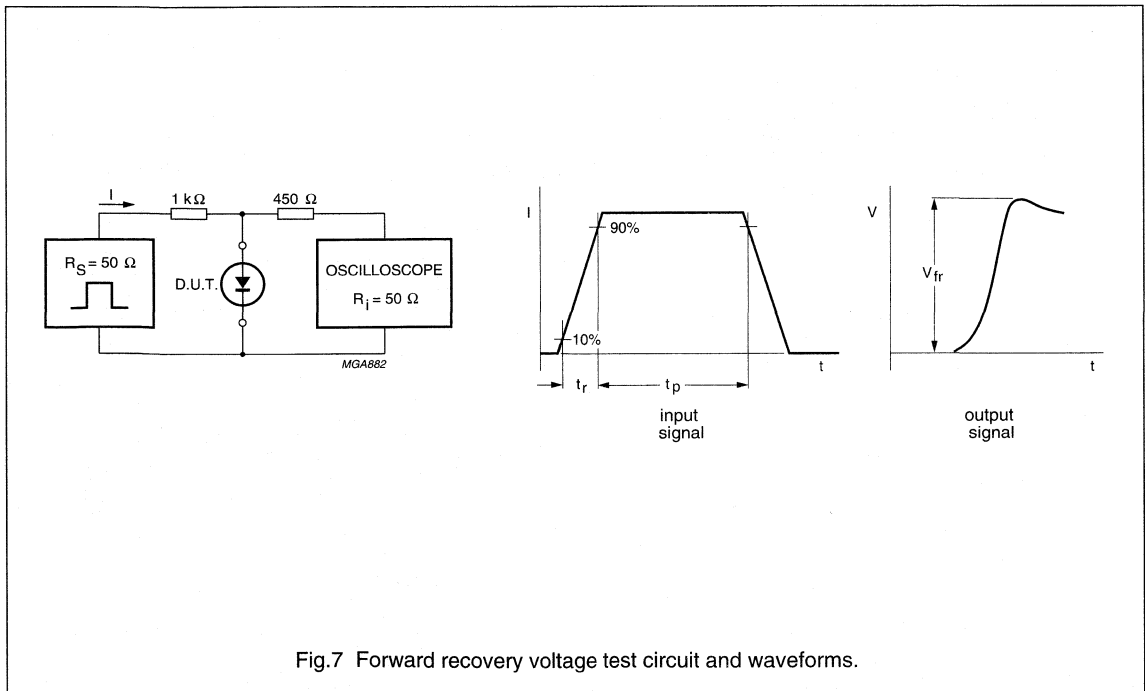 I
1 kΩ
450 Ω
R_S = 50 Ω
D.U.T.
OSCILLOSCOPE
R_i = 50 Ω
MGA882
I
90%
10%
t
t_r
t_p
input
signal
V
V_fr
t
output
signal
Fig.7 Forward recovery voltage test circuit and waveforms.